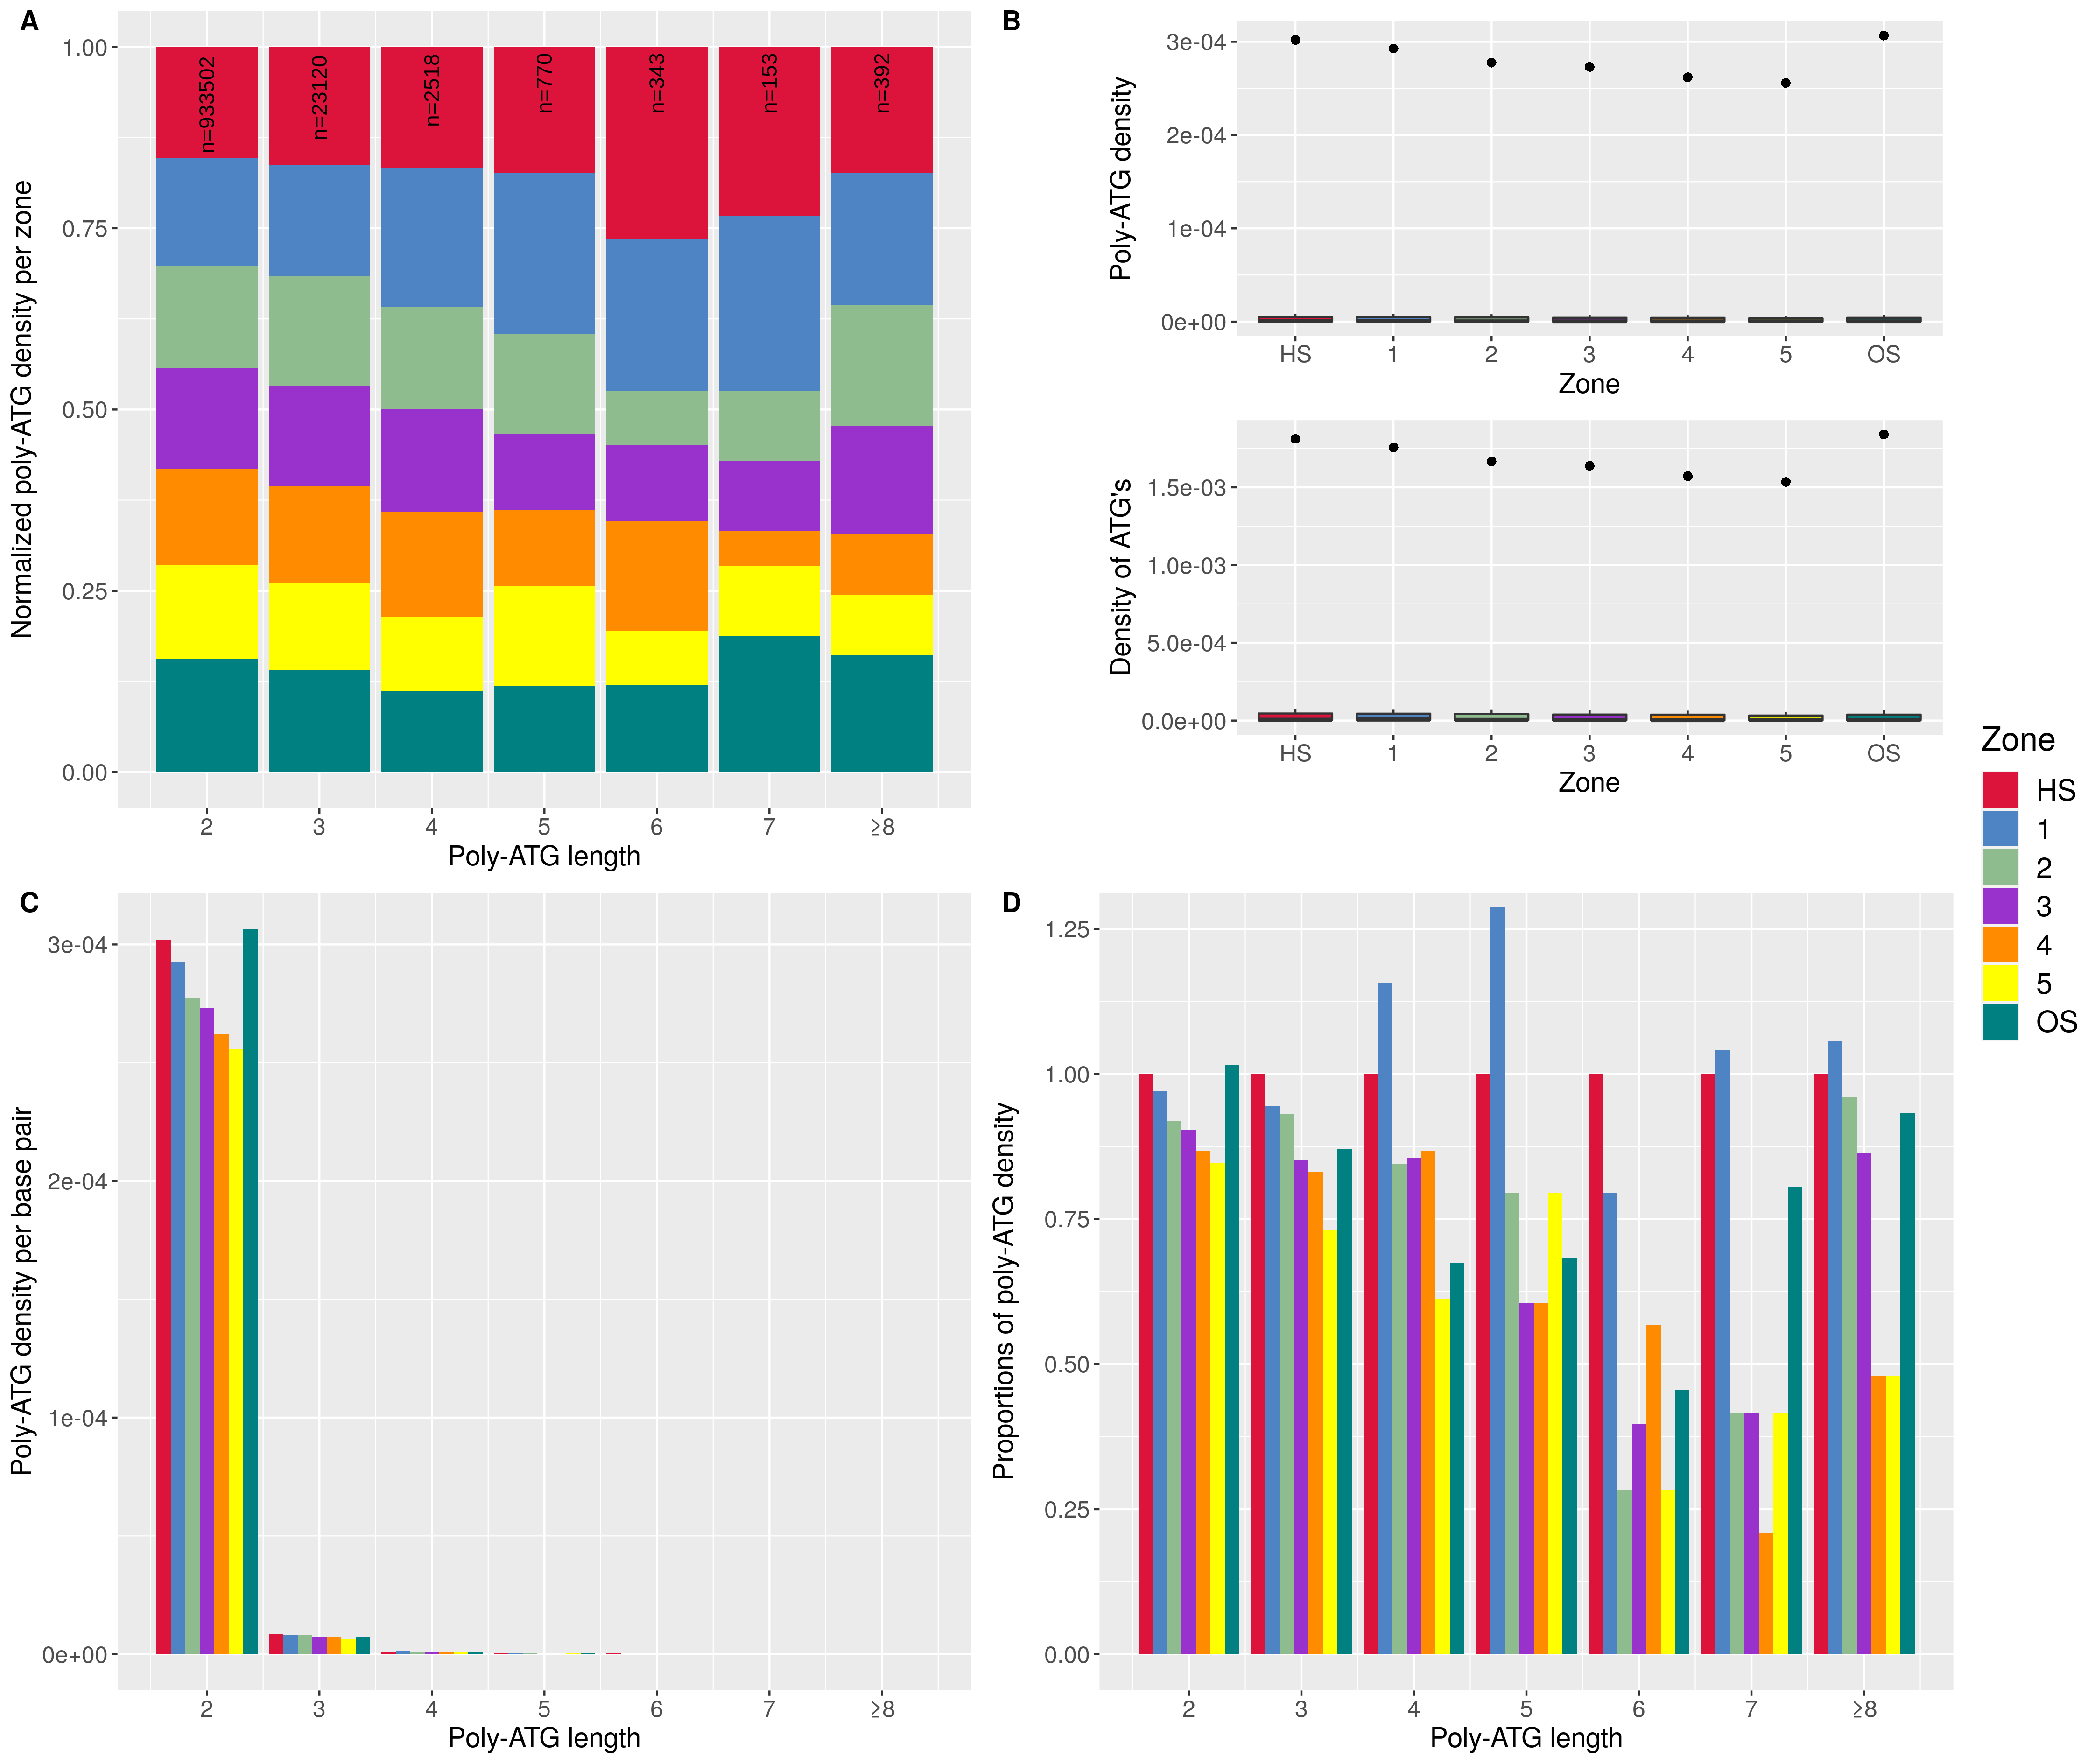 A
Normalized poly-ATG density per zone
1.00
0.75
0.50
0.25
0.00
n=933502
n=23120
n=2518
n=770
n=343
n=153
n=392
2 3 4 5 6 7 ≥8
Poly-ATG length
B
Poly-ATG density
3e-04
2e-04
1e-04
0e+00
HS 1 2 3 4 5 OS
Zone
Density of ATG's
1.5e-03
1.0e-03
5.0e-04
0.0e+00
HS 1 2 3 4 5 OS
Zone
Zone
HS
1
2
3
4
5
OS
C
Poly-ATG density per base pair
3e-04
2e-04
1e-04
0e+00
2 3 4 5 6 7 ≥8
Poly-ATG length
D
Proportions of poly-ATG density
1.25
1.00
0.75
0.50
0.25
0.00
2 3 4 5 6 7 ≥8
Poly-ATG length